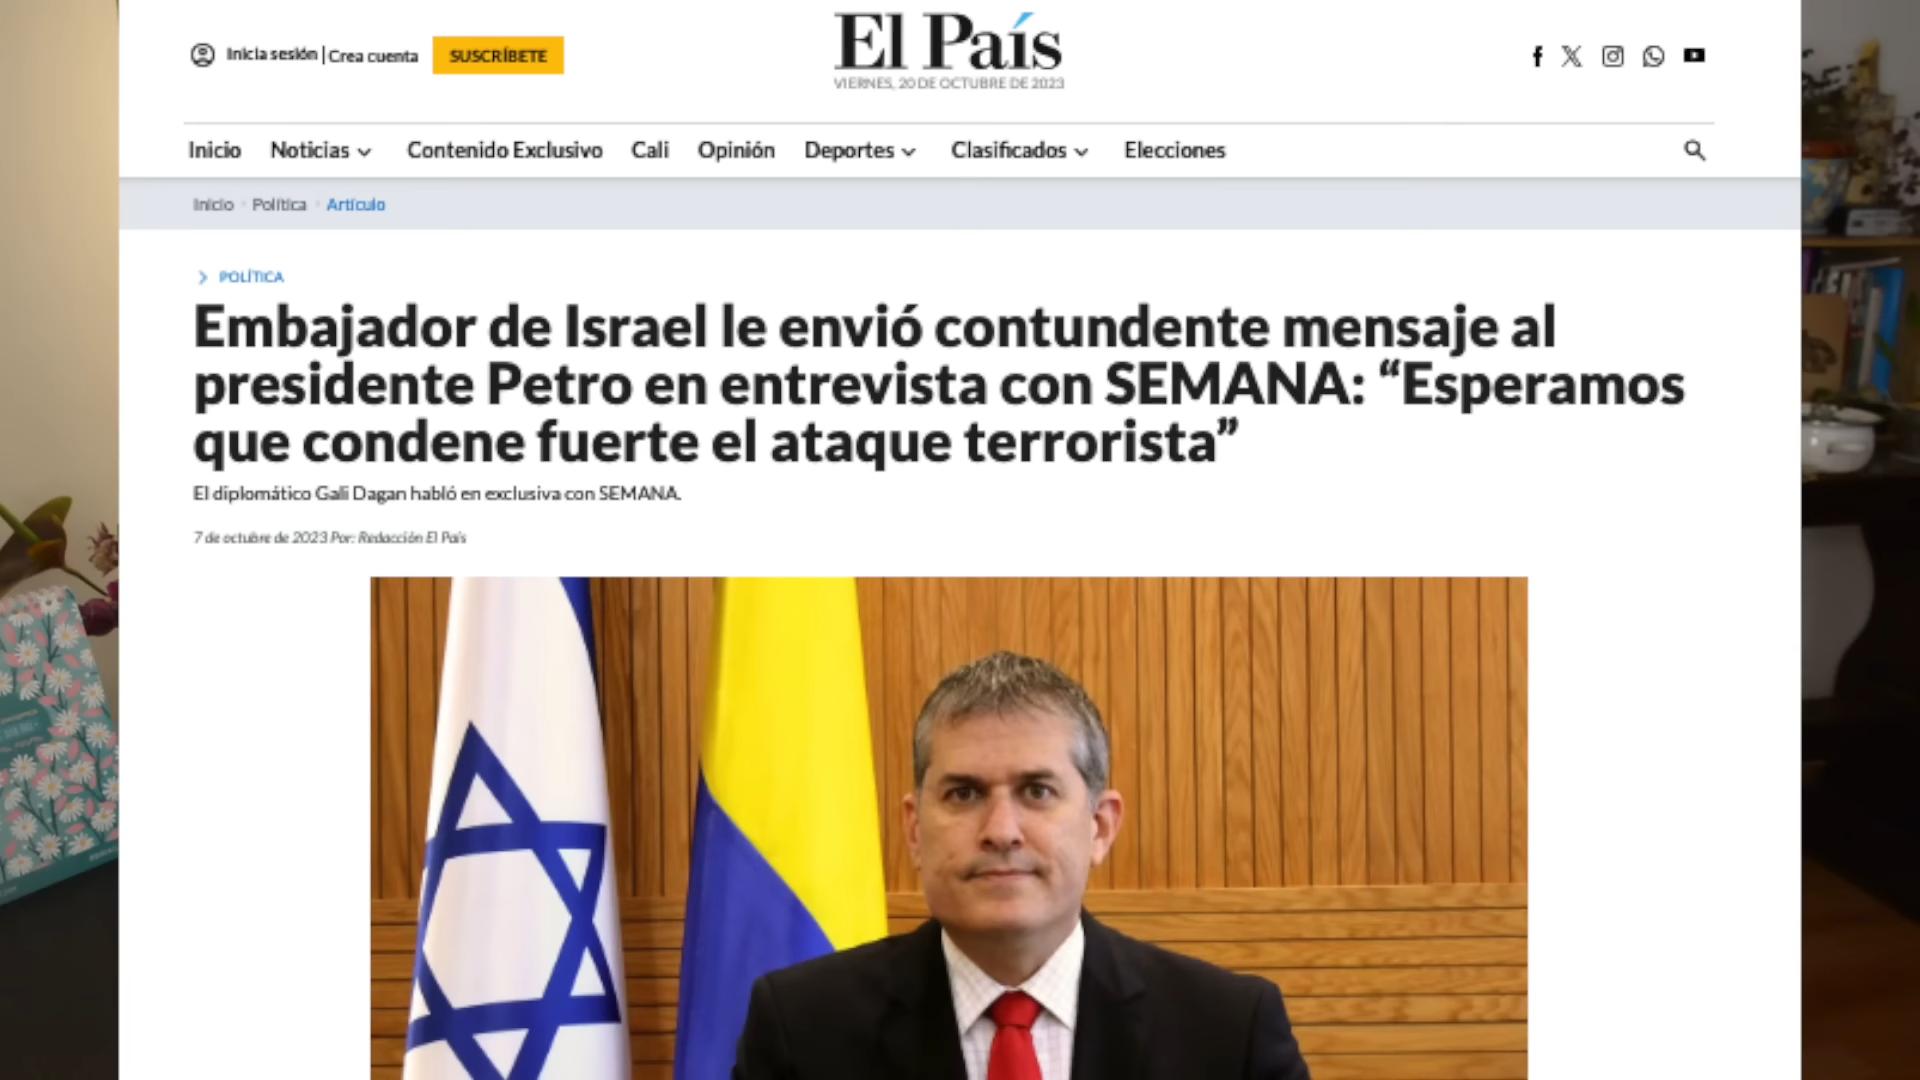 Inicia sesión | Crea cuenta
SUSCRÍBETE
El País
VIERNES, 20 DE OCTUBRE DE 2023
Inicio Noticias Contenido Exclusivo Cali Opinión Deportes Clasificados Elecciones
Inicio Política Artículo
POLÍTICA
Embajador de Israel le envió contundente mensaje al
presidente Petro en entrevista con SEMANA: “Esperamos
que condene fuerte el ataque terrorista”
El diplomático Gali Dagan habló en exclusiva con SEMANA.
7 de octubre de 2023 Por: Redacción El País